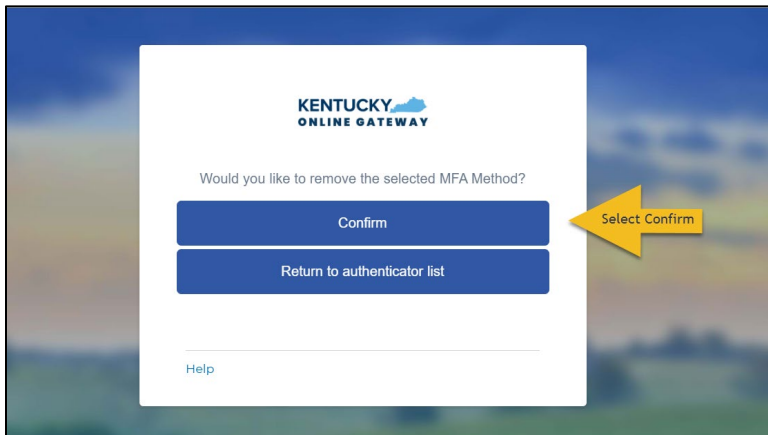 KENTUCKY
ONLINE GATEWAY
Would you like to remove the selected MFA Method?
Confirm
Select Confirm
Return to authenticator list
Help